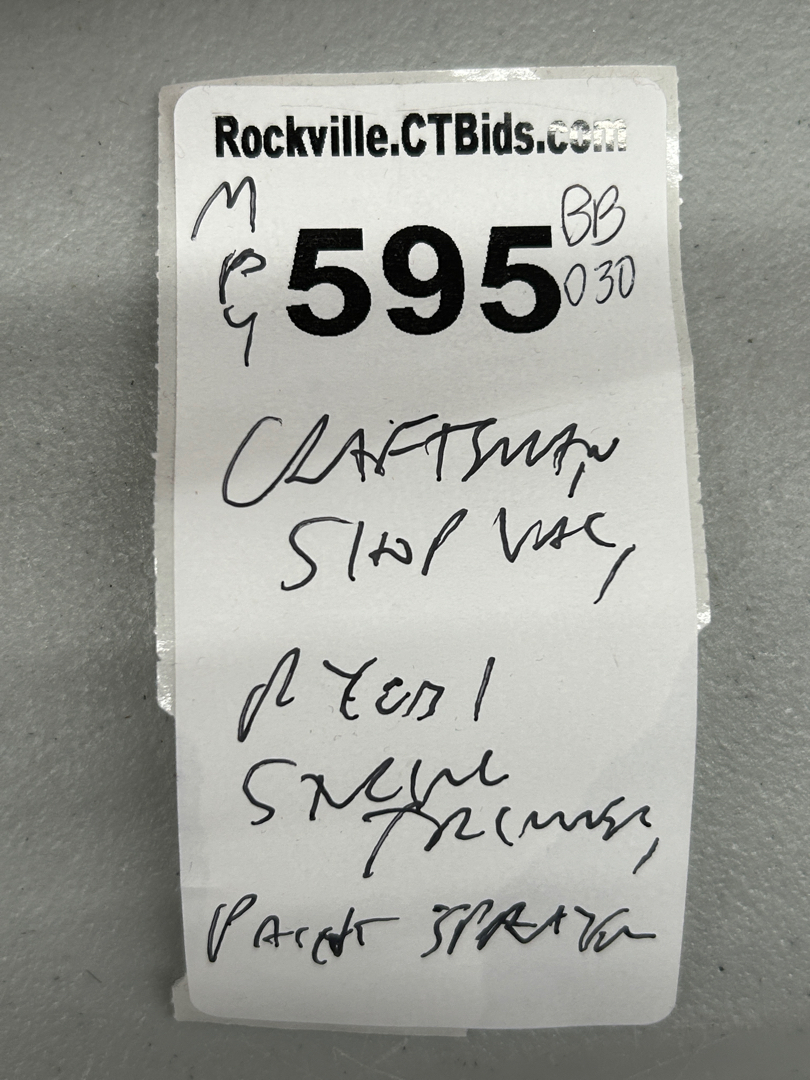 Rockville.CTBids.com
M
P
Y
595
BB
030
CRAFTSMAN
SHOP VAC,
RYOBI
STRING
TRIMMER,
PAINT SPRAYER